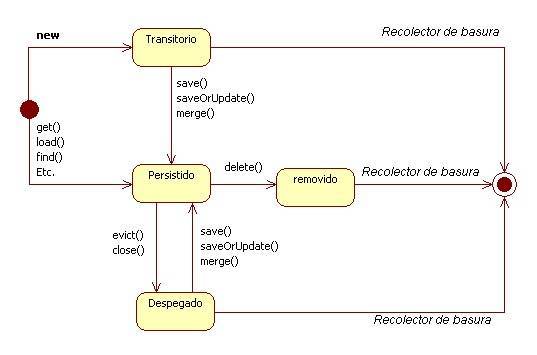 new
Transitorio
Recolector de basura
save()
saveOrUpdate()
merge()
get()
load()
find()
Etc.
Persistido
delete()
removido
Recolector de basura
evict()
close()
save()
saveOrUpdate()
merge()
Despegado
Recolector de basura